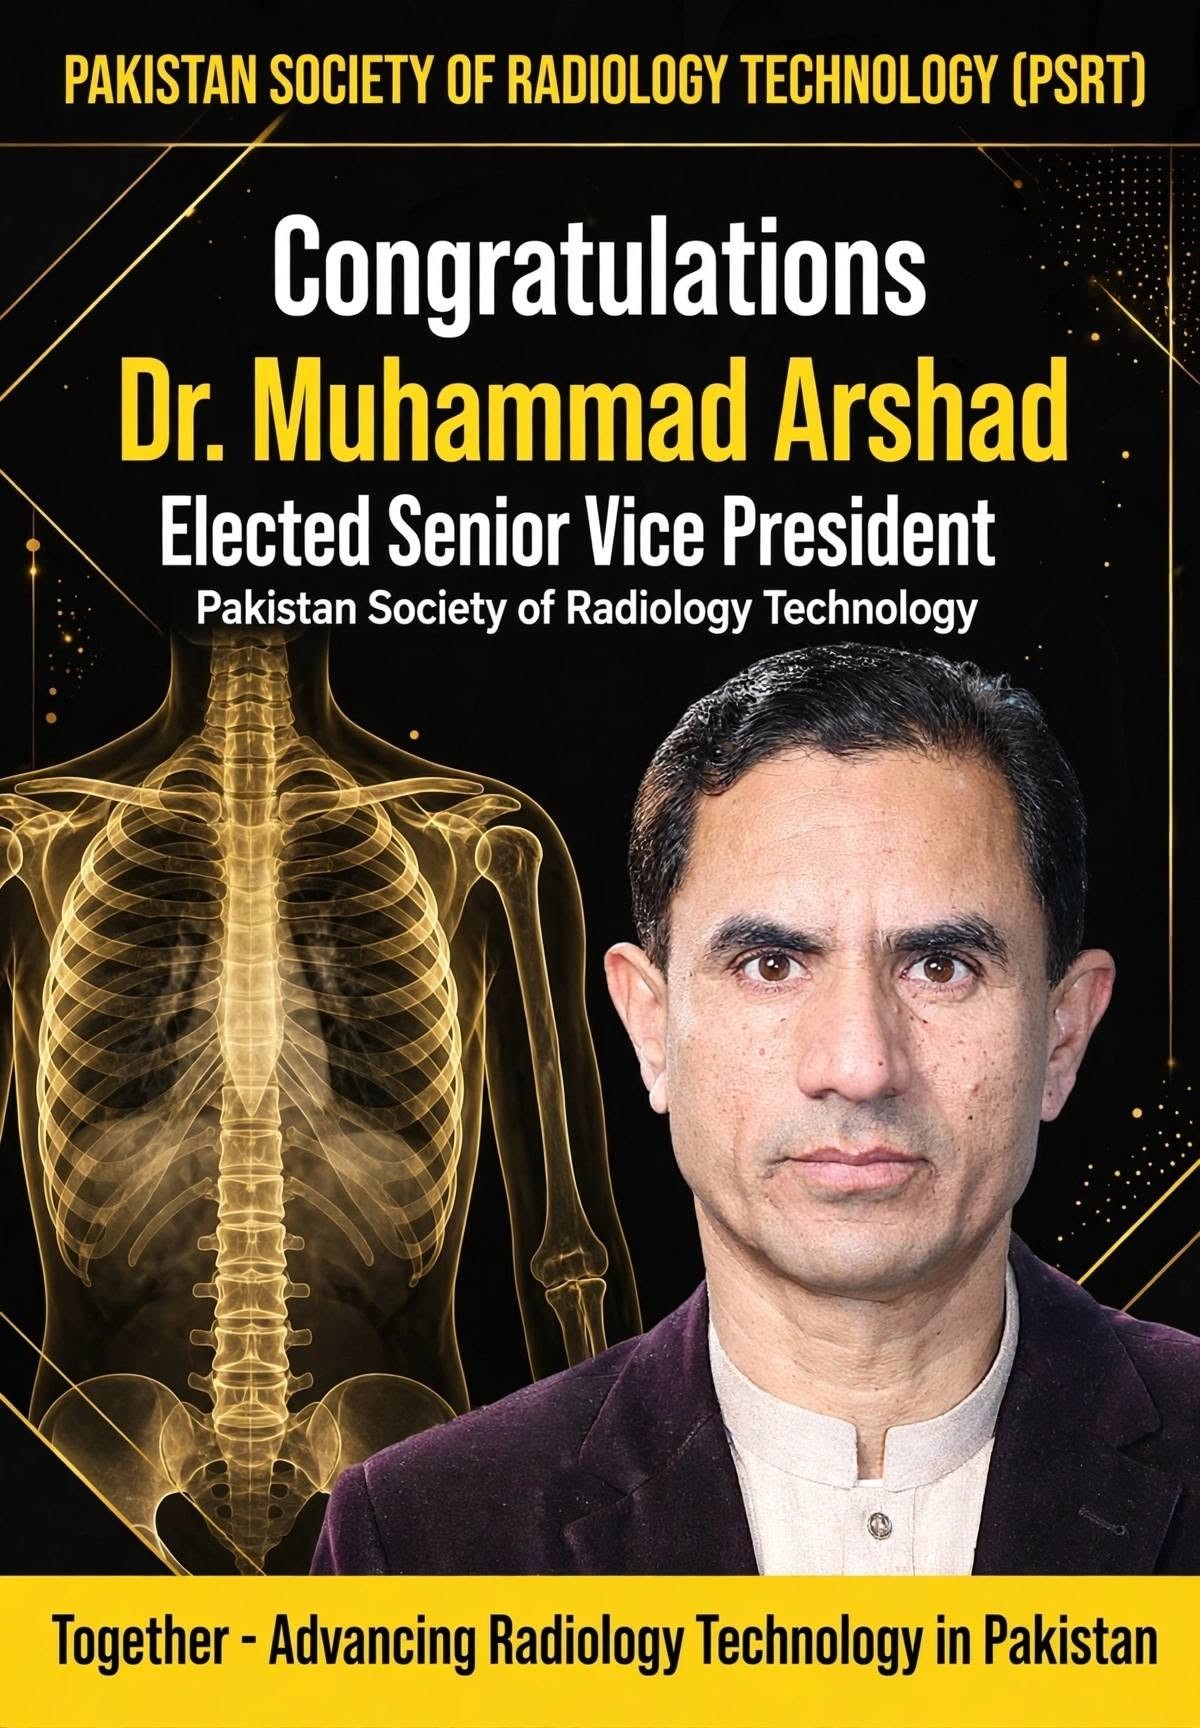 PAKISTAN SOCIETY OF RADIOLOGY TECHNOLOGY (PSRT)
Congratulations
Dr. Muhammad Arshad
Elected Senior Vice President
Pakistan Society of Radiology Technology
Together - Advancing Radiology Technology in Pakistan